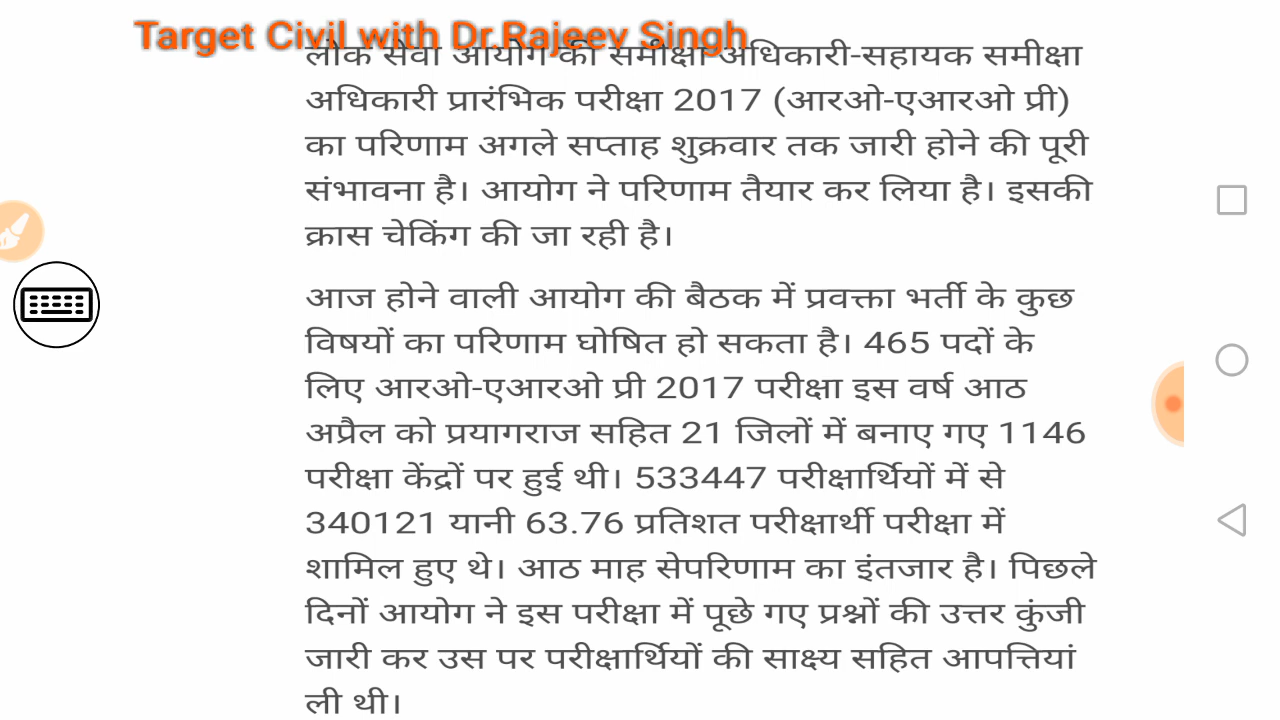 Target Civil with Dr.Rajeev Singh
लोक सेवा आयोग की समीक्षा अधिकारी-सहायक समीक्षा
अधिकारी प्रारंभिक परीक्षा 2017 (आरओ-एआरओ प्री)
का परिणाम अगले सप्ताह शुक्रवार तक जारी होने की पूरी
संभावना है। आयोग ने परिणाम तैयार कर लिया है। इसकी
क्रास चेकिंग की जा रही है।
आज होने वाली आयोग की बैठक में प्रवक्ता भर्ती के कुछ
विषयों का परिणाम घोषित हो सकता है। 465 पदों के
लिए आरओ-एआरओ प्री 2017 परीक्षा इस वर्ष आठ
अप्रैल को प्रयागराज सहित 21 जिलों में बनाए गए 1146
परीक्षा केंद्रों पर हुई थी। 533447 परीक्षार्थियों में से
340121 यानी 63.76 प्रतिशत परीक्षार्थी परीक्षा में
शामिल हुए थे। आठ माह सेपरिणाम का इंतजार है। पिछले
दिनों आयोग ने इस परीक्षा में पूछे गए प्रश्नों की उत्तर कुंजी
जारी कर उस पर परीक्षार्थियों की साक्ष्य सहित आपत्तियां
ली थी।